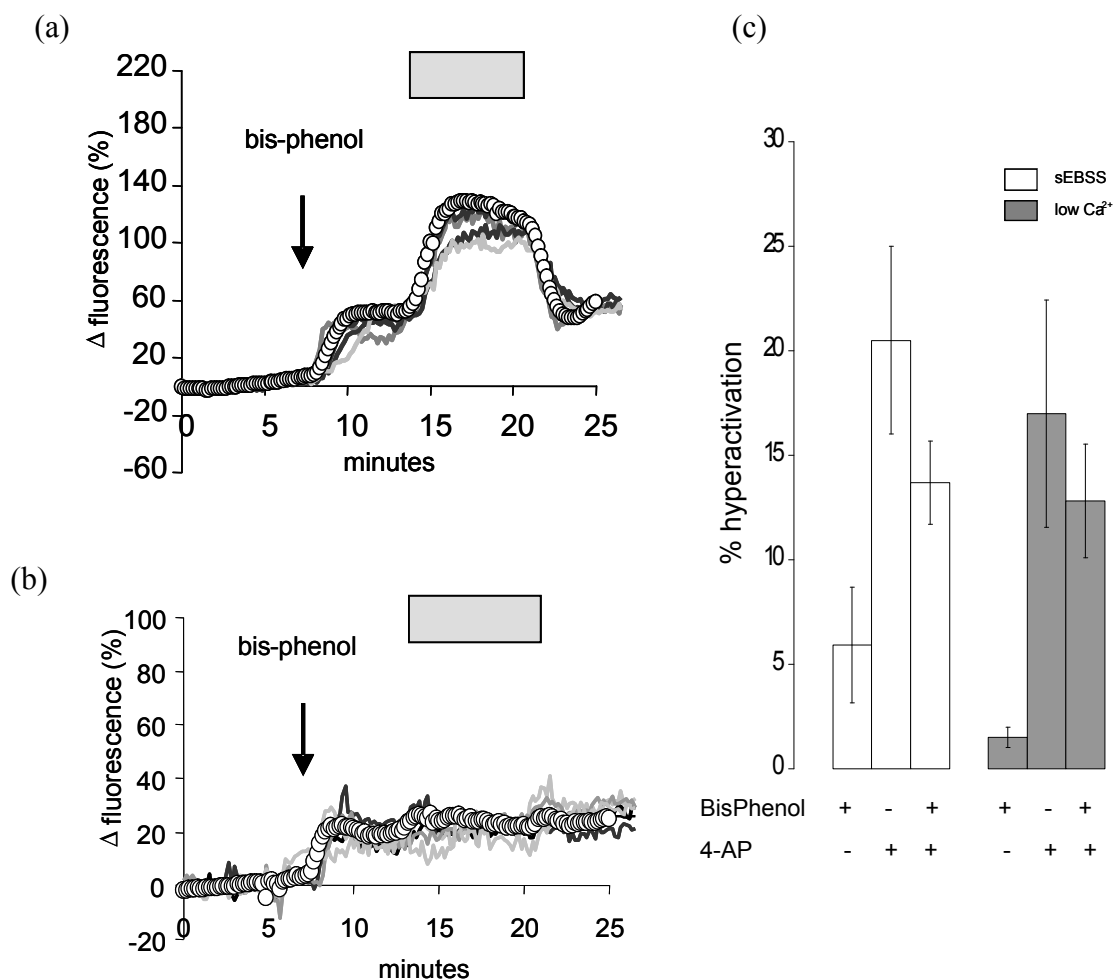 (a)
220
180
140
100
60
20
-20
-60
Δ fluorescence (%)
bis-phenol
0 5 10 15 20 25
minutes
(b)
100
80
60
40
20
0
-20
Δ fluorescence (%)
bis-phenol
0 5 10 15 20 25
minutes
(c)
30
25
20
15
10
5
0
% hyperactivation
sEBSS
low Ca²⁺
BisPhenol + - + + - +
4-AP - + + - + +